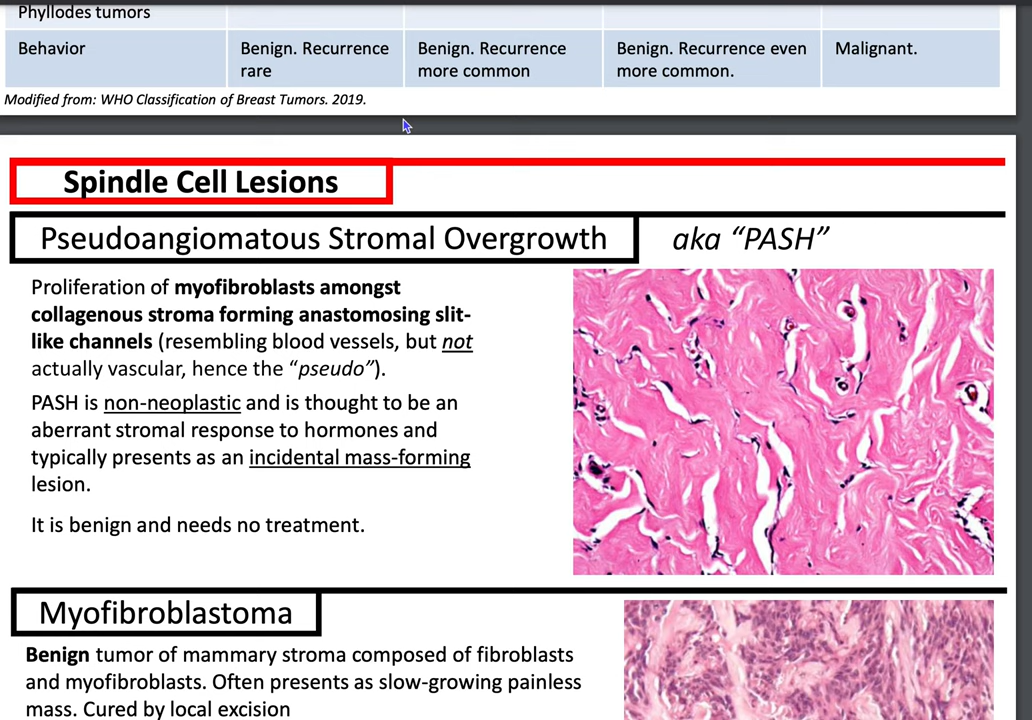 Phyllodes tumors
Behavior
Benign. Recurrence
rare
Benign. Recurrence
more common
Benign. Recurrence even
more common.
Malignant.
Modified from: WHO Classification of Breast Tumors. 2019.
Spindle Cell Lesions
Pseudoangiomatous Stromal Overgrowth
aka “PASH”
Proliferation of myofibroblasts amongst
collagenous stroma forming anastomosing slit-
like channels (resembling blood vessels, but not
actually vascular, hence the “pseudo”).
PASH is non-neoplastic and is thought to be an
aberrant stromal response to hormones and
typically presents as an incidental mass-forming
lesion.
It is benign and needs no treatment.
Myofibroblastoma
Benign tumor of mammary stroma composed of fibroblasts
and myofibroblasts. Often presents as slow-growing painless
mass. Cured by local excision